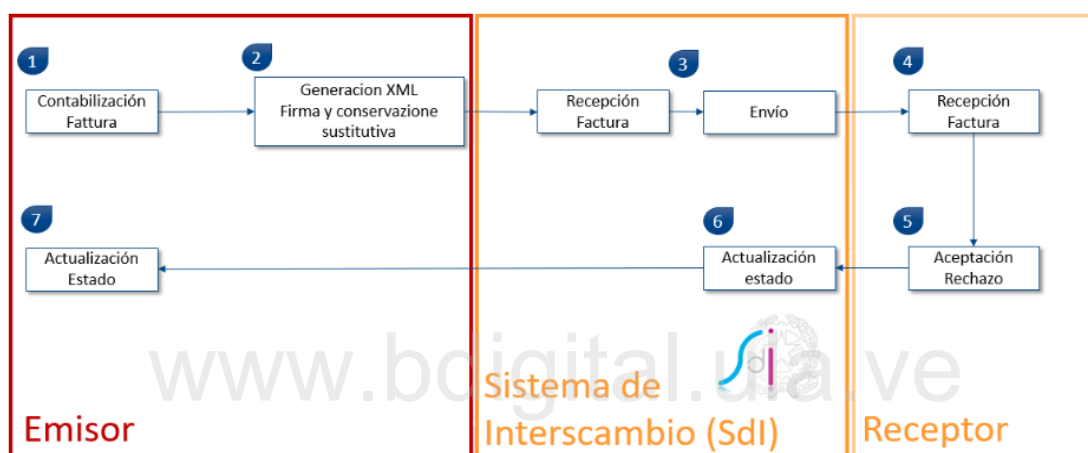 1
Contabilización
Fattura
2
Generacion XML
Firma y conservazione
sustitutiva
Recepción
Factura
3
Envío
4
Recepción
Factura
7
Actualización
Estado
6
Actualización
estado
5
Aceptación
Rechazo
www.bdigital.ula.ve
Sdi
Emisor
Sistema de
Interscambio (SdI)
Receptor